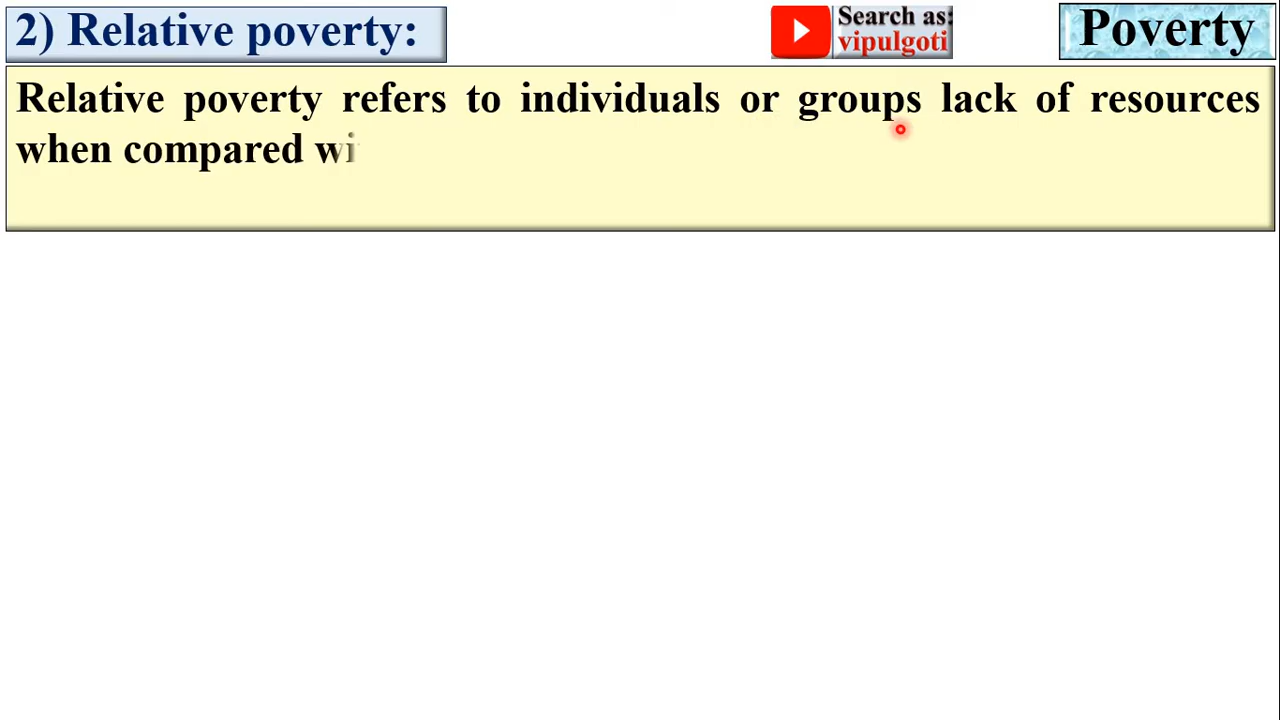 2) Relative poverty:
Search as:
vipulgoti
Poverty
Relative poverty refers to individuals or groups lack of resources
when compared wi